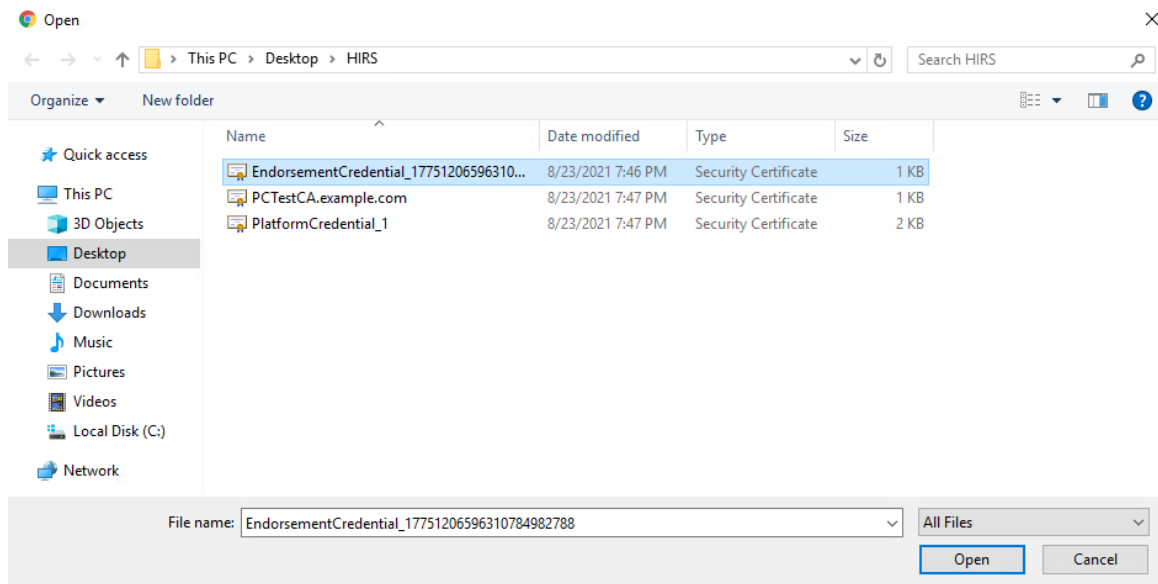 Open
This PC > Desktop > HIRS
Search HIRS
Organize
New folder
Name
Date modified
Type
Size
Quick access
This PC
3D Objects
Desktop
Documents
Downloads
Music
Pictures
Videos
Local Disk (C:)
Network
EndorsementCredential_17751206596310... 8/23/2021 7:46 PM Security Certificate 1 KB
PCTestCA.example.com 8/23/2021 7:47 PM Security Certificate 1 KB
PlatformCredential_1 8/23/2021 7:47 PM Security Certificate 2 KB
File name: EndorsementCredential_17751206596310784982788
All Files
Open
Cancel